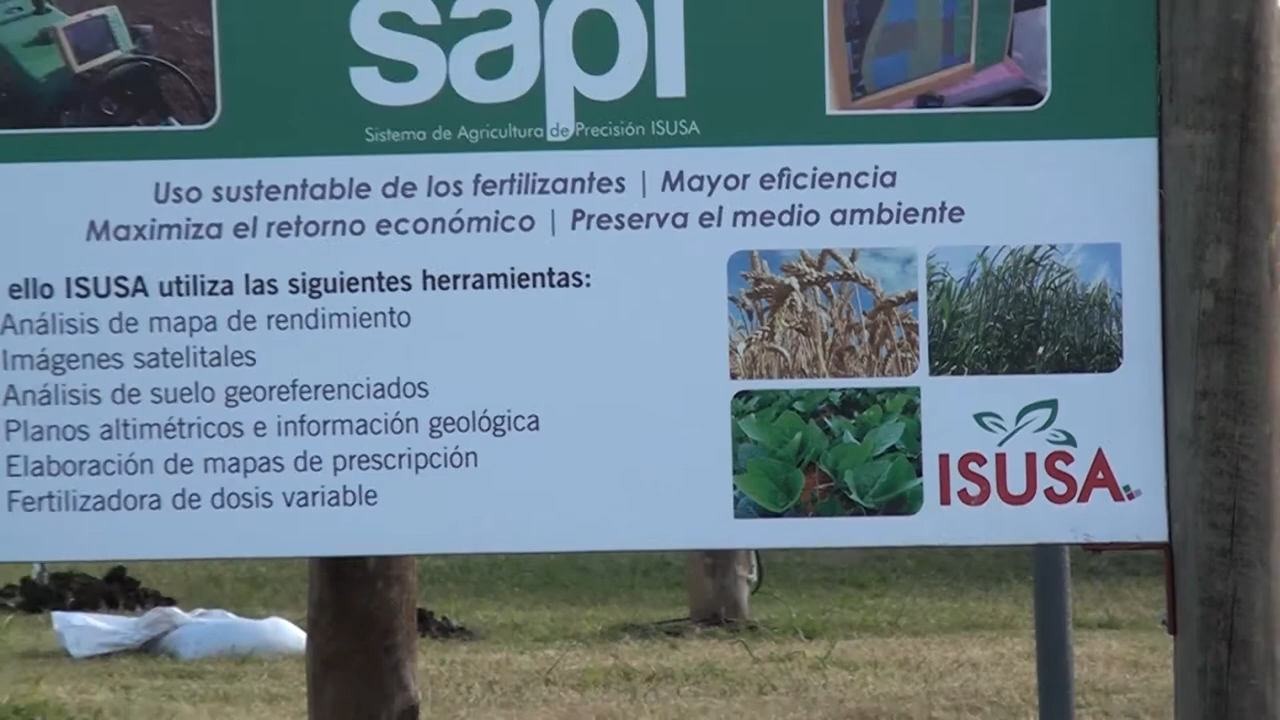 sapi
Sistema de Agricultura de Precisión ISUSA
Uso sustentable de los fertilizantes | Mayor eficiencia
Maximiza el retorno económico | Preserva el medio ambiente
ello ISUSA utiliza las siguientes herramientas:
Análisis de mapa de rendimiento
Imágenes satelitales
Análisis de suelo georeferenciados
Planos altimétricos e información geológica
Elaboración de mapas de prescripción
Fertilizadora de dosis variable
ISUSA